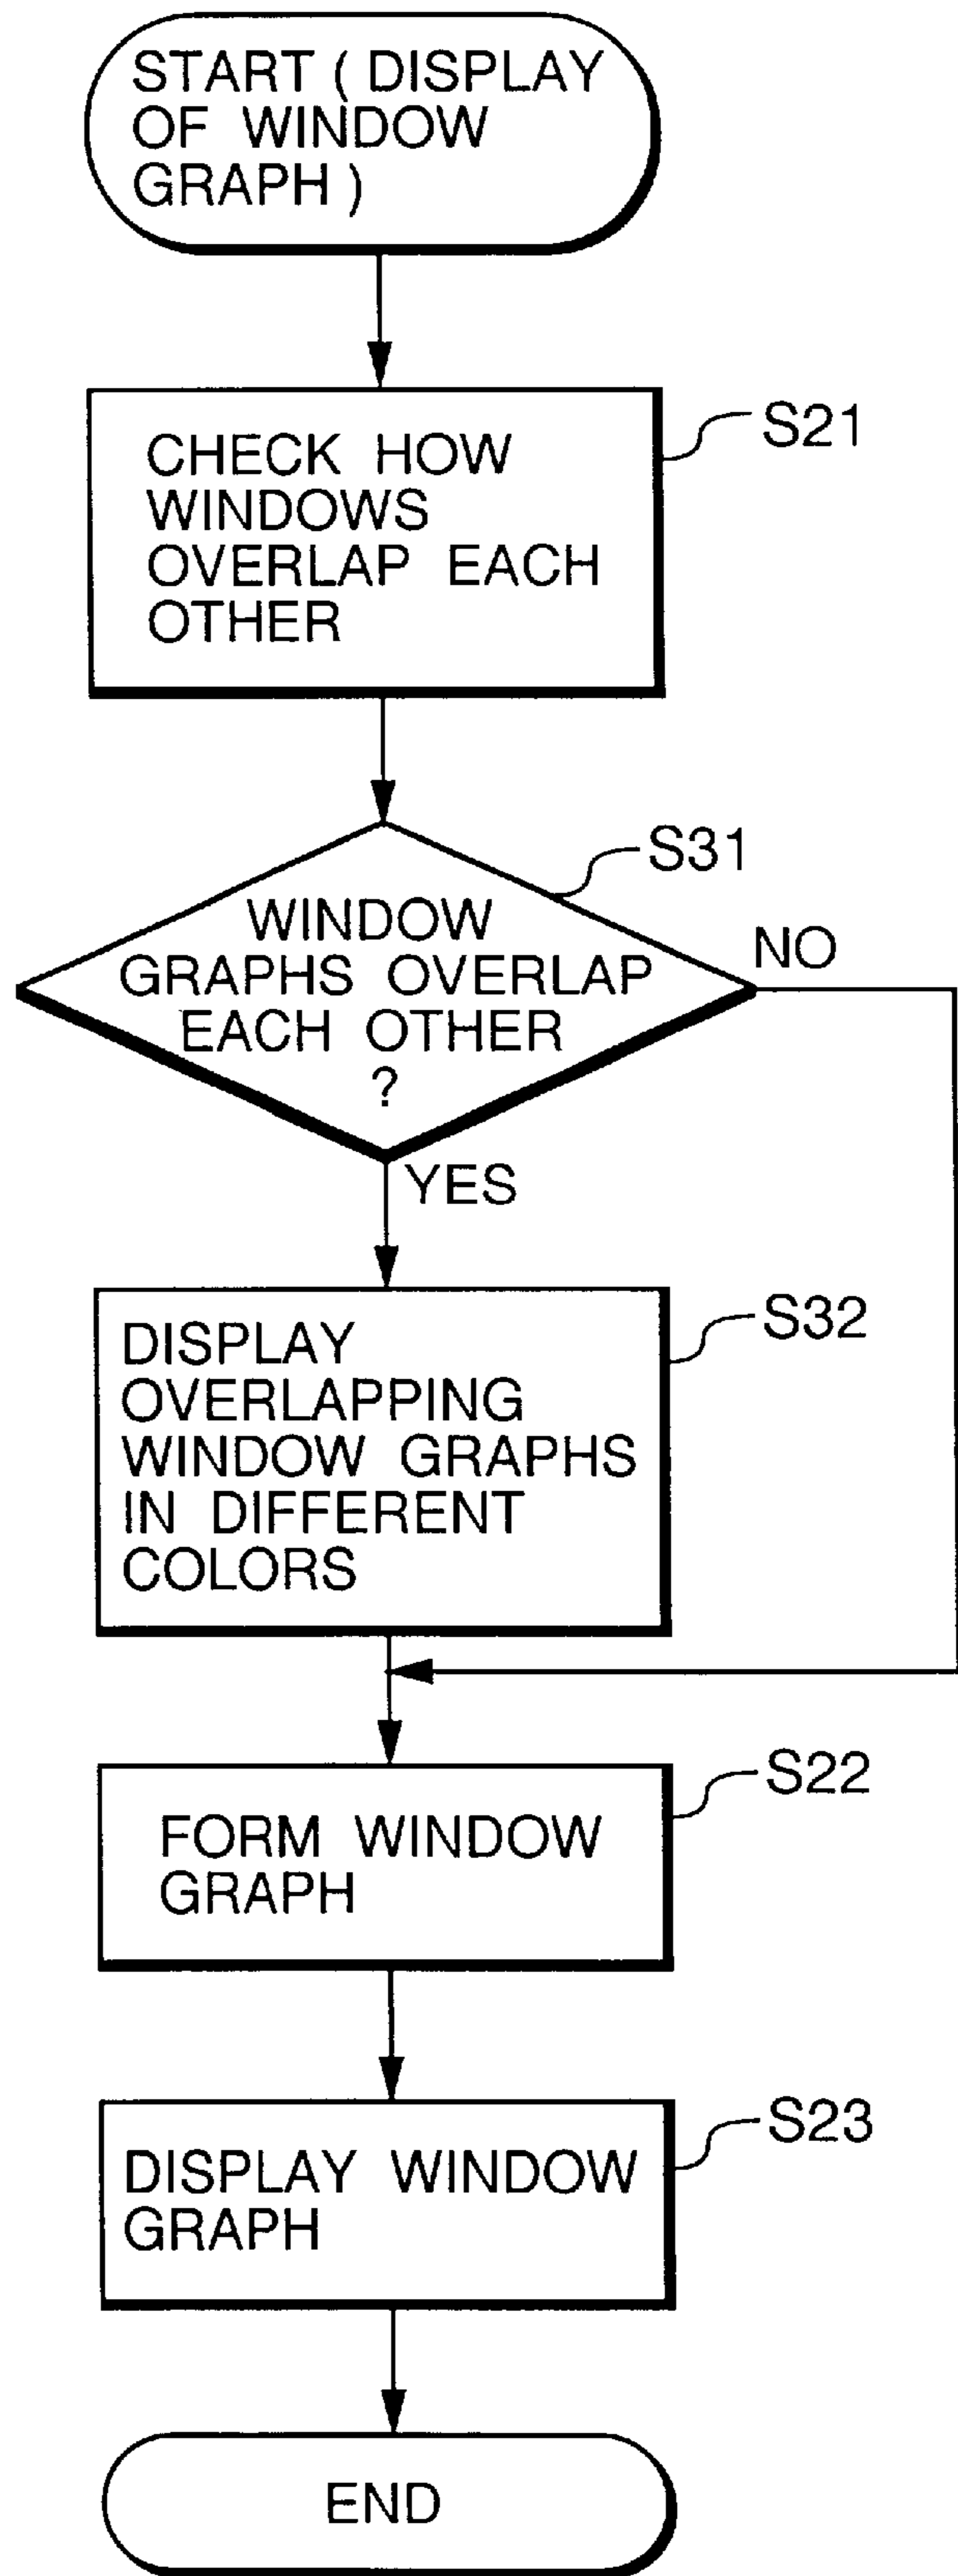 START ( DISPLAY
OF WINDOW
GRAPH )
CHECK HOW
WINDOWS
OVERLAP EACH
OTHER
S21
S31
WINDOW
GRAPHS OVERLAP
EACH OTHER
?
NO
YES
S32
DISPLAY
OVERLAPPING
WINDOW GRAPHS
IN DIFFERENT
COLORS
S22
FORM WINDOW
GRAPH
S23
DISPLAY WINDOW
GRAPH
END